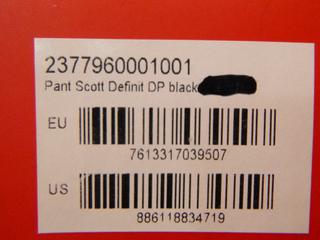 2377960001001
Pant Scott Definit DP black
EU
7613317039507
US
886118834719